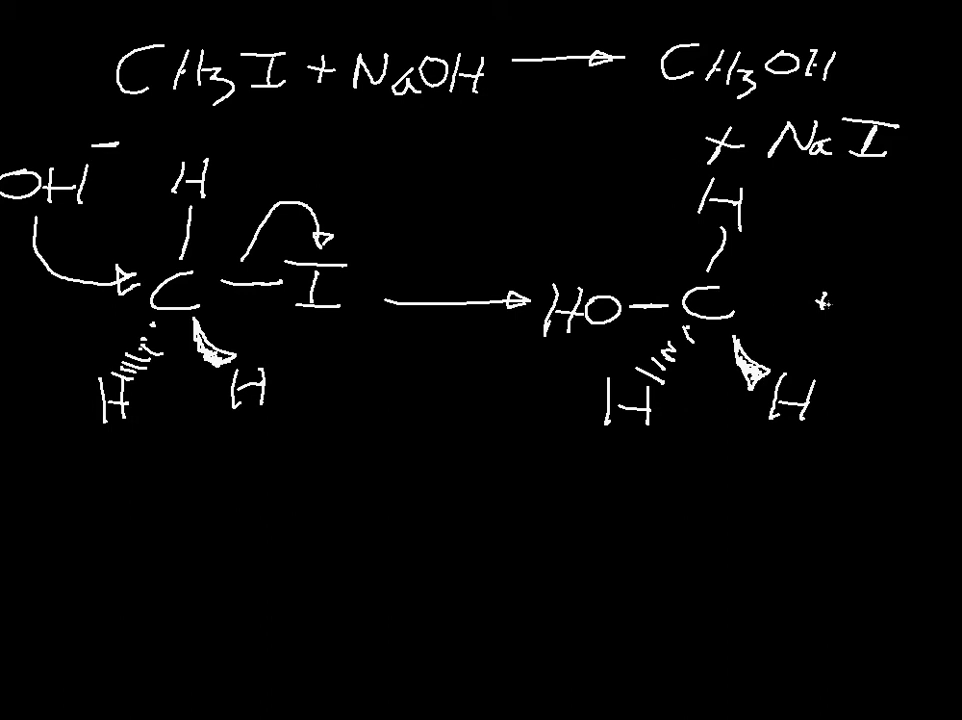 CH3I + NaOH → CH3OH
+ NaI
OH⁻ H H
C I → HO C +
H H H H